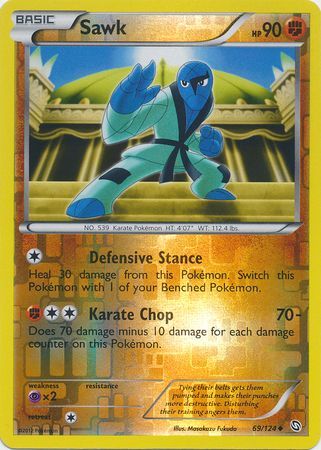 BASIC
Sawk
HP 90
NO. 539 Karate Pokémon. HT. 4'07" WT. 112.4 lbs.
Defensive Stance
Heal 30 damage from this Pokémon. Switch this
Pokémon with 1 of your Benched Pokémon.
Karate Chop 70-
Does 70 damage minus 10 damage for each damage
counter on this Pokémon.
weakness resistance
×2
retreat
Tying their belts gets them
pumped and makes their punches
more destructive. Disturbing
their training angers them.
©2012 Pokémon
Illus. Masakazu Fukuda
69/124